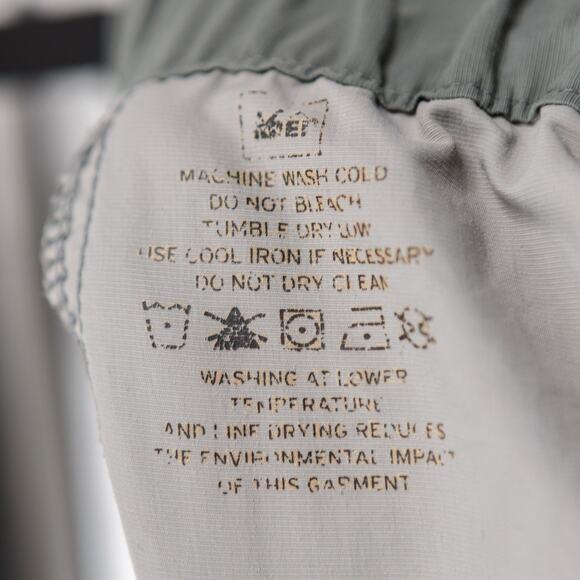 MACHINE WASH COLD
DO NOT BLEACH
TUMBLE DRY LOW
USE COOL IRON IF NECESSARY
DO NOT DRY CLEAN
WASHING AT LOWER
TEMPERATURE
AND LINE DRYING REDUCES
THE ENVIRONMENTAL IMPACT
OF THIS GARMENT